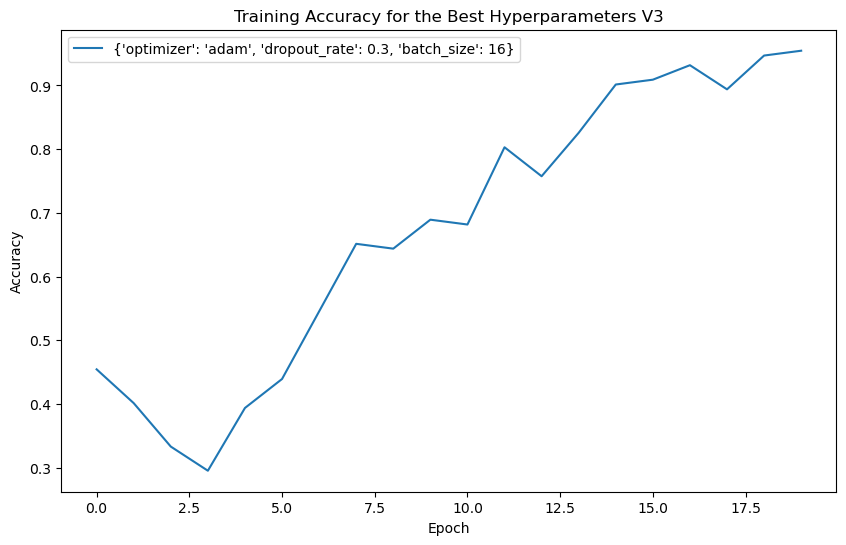 Training Accuracy for the Best Hyperparameters V3
{'optimizer': 'adam', 'dropout_rate': 0.3, 'batch_size': 16}
Accuracy
0.9
0.8
0.7
0.6
0.5
0.4
0.3
0.0 2.5 5.0 7.5 10.0 12.5 15.0 17.5
Epoch